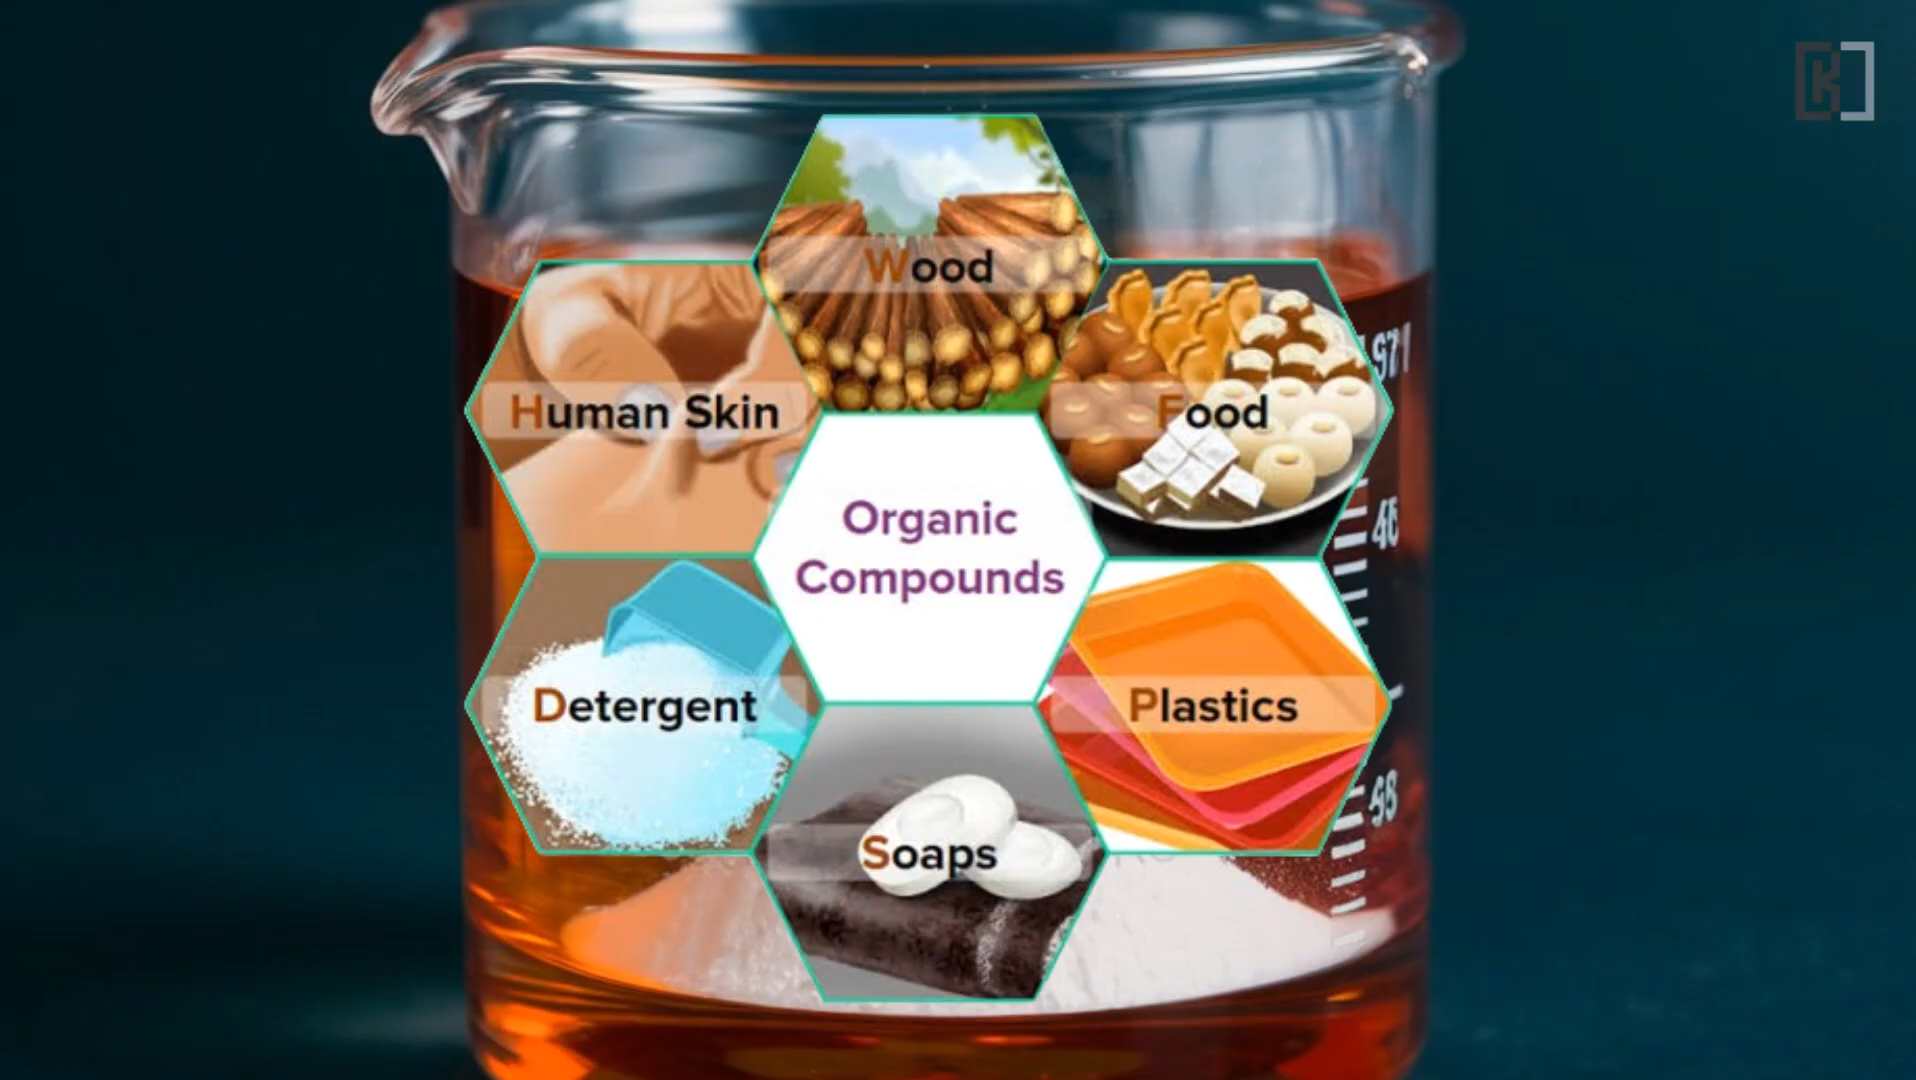 Wood
Human Skin
Food
Organic
Compounds
Detergent
Plastics
Soaps